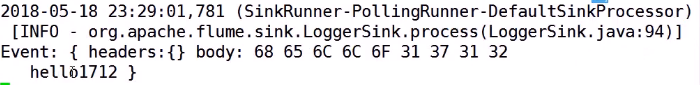 2018-05-18 23:29:01,781 (SinkRunner-PollingRunner-DefaultSinkProcessor)
[INFO - org.apache.flume.sink.LoggerSink.process(LoggerSink.java:94)]
Event: { headers:{} body: 68 65 6C 6C 6F 31 37 31 32
hello1712 }